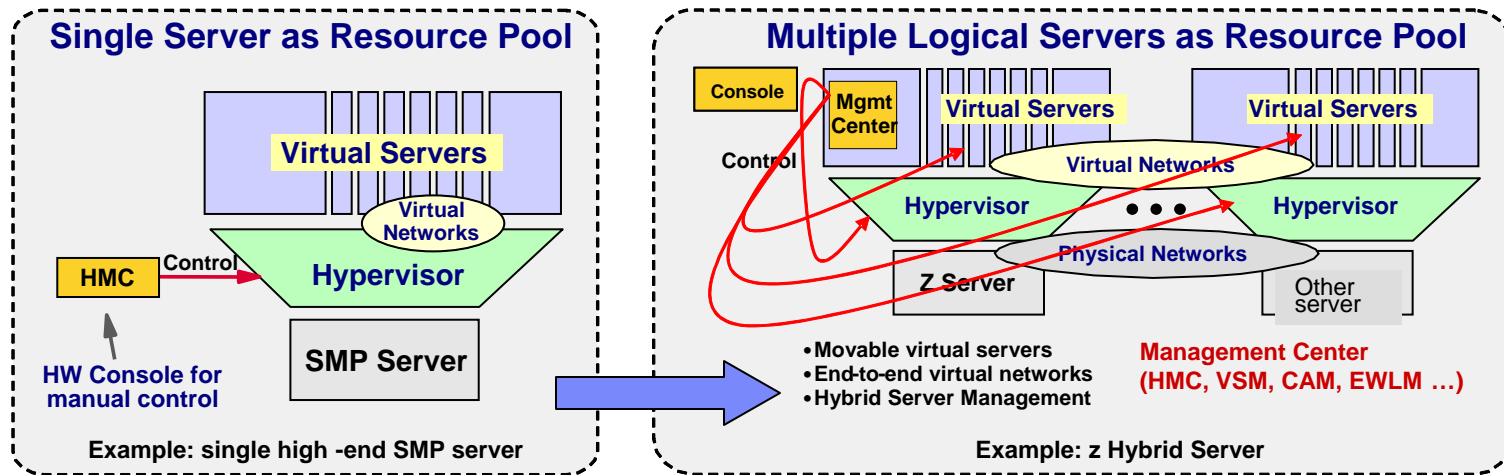 Single Server as Resource Pool
Virtual Servers
Virtual
Networks
Control
HMC
Hypervisor
SMP Server
HW Console for
manual control
Example: single high -end SMP server
Multiple Logical Servers as Resource Pool
Console
Mgmt
Center
Virtual Servers
Virtual Servers
Control
Virtual Networks
Hypervisor
• • •
Hypervisor
Physical Networks
Z Server
Other
server
•Movable virtual servers
•End-to-end virtual networks
•Hybrid Server Management
Management Center
(HMC, VSM, CAM, EWLM …)
Example: z Hybrid Server